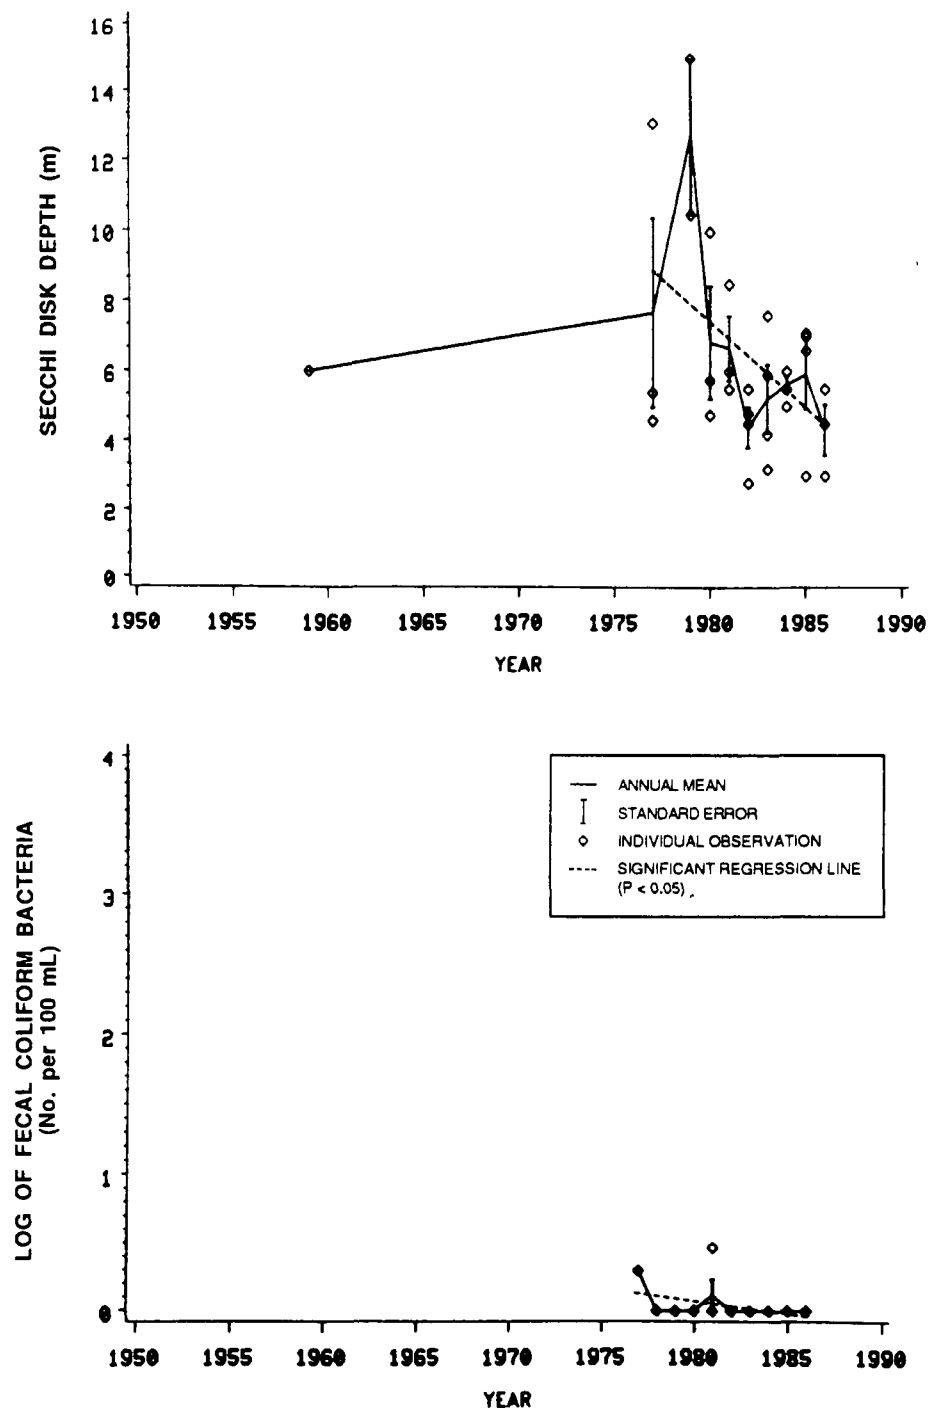 16
14
12
10
8
6
4
2
0
SECCHI DISK DEPTH (m)
1950 1955 1960 1965 1970 1975 1980 1985 1990
YEAR
4
3
2
1
0
LOG OF FECAL COLIFORM BACTERIA
(No. per 100 mL)
ANNUAL MEAN
STANDARD ERROR
INDIVIDUAL OBSERVATION
SIGNIFICANT REGRESSION LINE
(P < 0.05)
1950 1955 1960 1965 1970 1975 1980 1985 1990
YEAR